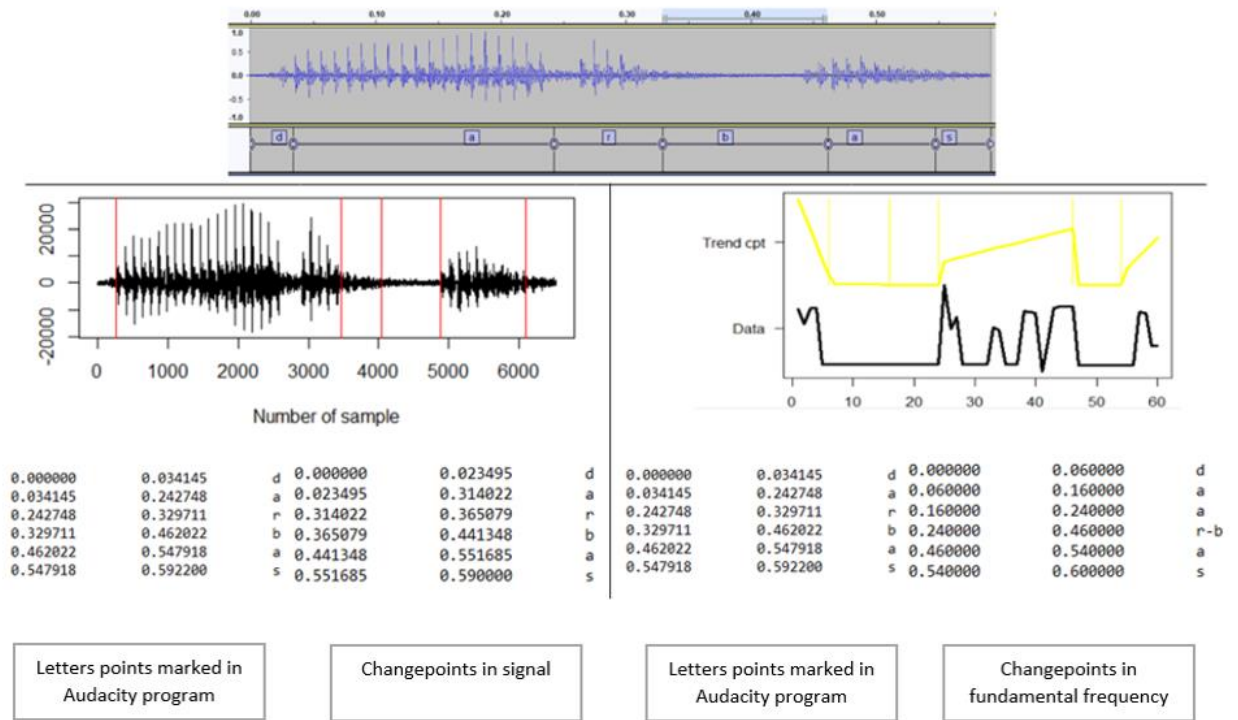 0.00 0.10 0.20 0.30 0.40 0.50
1.0
0.5
0.0
-0.5
-1.0
d a r b a s
20000
0
-20000
0 1000 2000 3000 4000 5000 6000
Number of sample
Trend cpt
Data
0 10 20 30 40 50 60
0.000000 0.034145 d
0.034145 0.242748 a
0.242748 0.329711 r
0.329711 0.462022 b
0.462022 0.547918 a
0.547918 0.592200 s
0.000000 0.023495 d
0.023495 0.314022 a
0.314022 0.365079 r
0.365079 0.441348 b
0.441348 0.551685 a
0.551685 0.590000 s
0.000000 0.034145 d
0.034145 0.242748 a
0.242748 0.329711 r
0.329711 0.462022 b
0.462022 0.547918 a
0.547918 0.592200 s
0.000000 0.060000 d
0.060000 0.160000 a
0.160000 0.240000 a
0.240000 0.460000 r-b
0.460000 0.540000 a
0.540000 0.600000 s
Letters points marked in
Audacity program
Changepoints in signal
Letters points marked in
Audacity program
Changepoints in
fundamental frequency